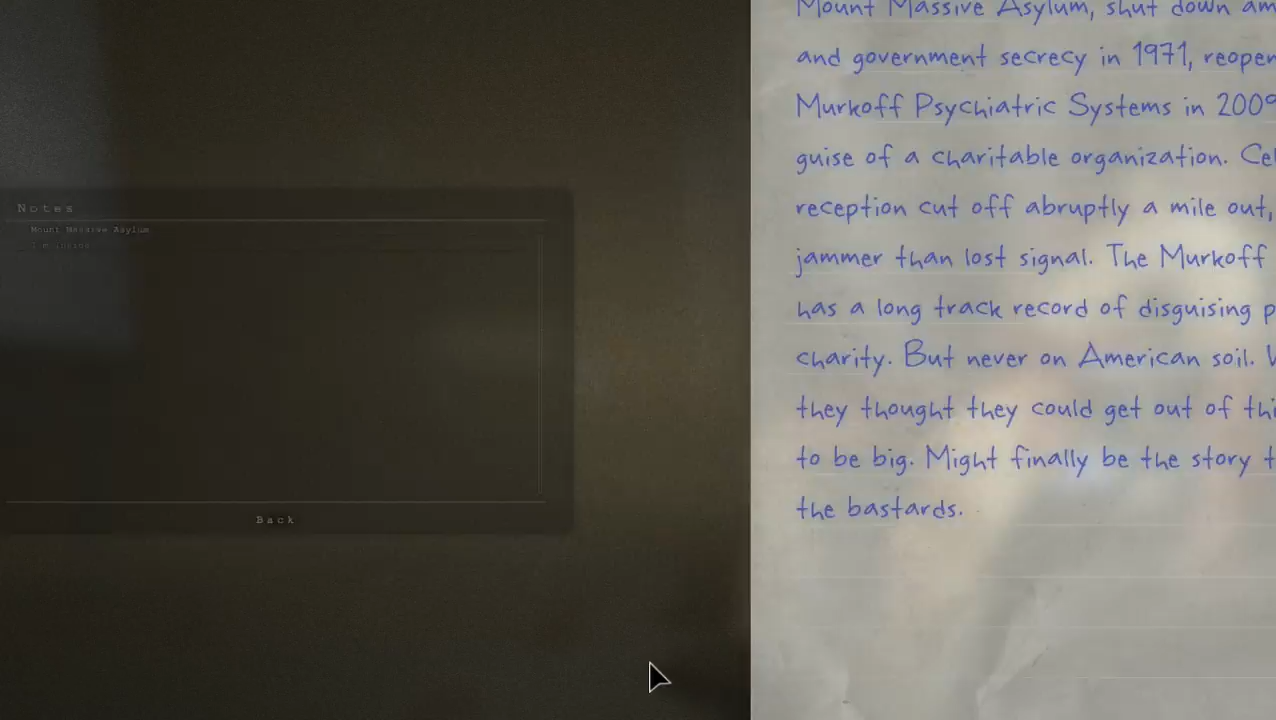 Notes
Mount Massive Asylum
Back
Mount Massive Asylum, shut down
and government secrecy in 1971,
Murkoff Psychiatric Systems in 2009
guise of a charitable organization.
reception cut off abruptly a mile out,
jammer than lost signal. The Murkoff
has a long track record of disguising
charity. But never on American soil.
they thought they could get out of
to be big. Might finally be the story
the bastards.